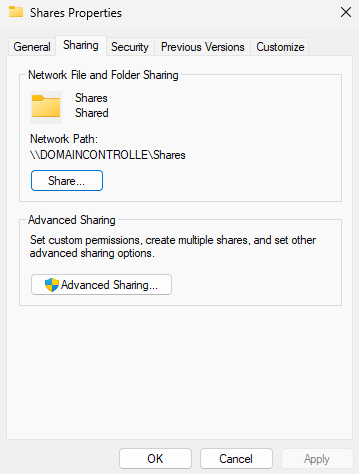 Shares Properties
General
Sharing
Security
Previous Versions
Customize
Network File and Folder Sharing
Shares
Shared
Network Path:
\\DOMAINCONTROLLE\Shares
Share...
Advanced Sharing
Set custom permissions, create multiple shares, and set other
advanced sharing options.
Advanced Sharing...
OK
Cancel
Apply